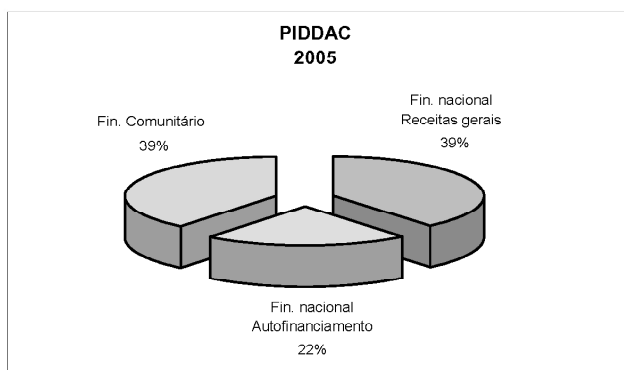 PIDDAC
2005
Fin. Comunitário
39%
Fin. nacional
Receitas gerais
39%
Fin. nacional
Autofinanciamento
22%